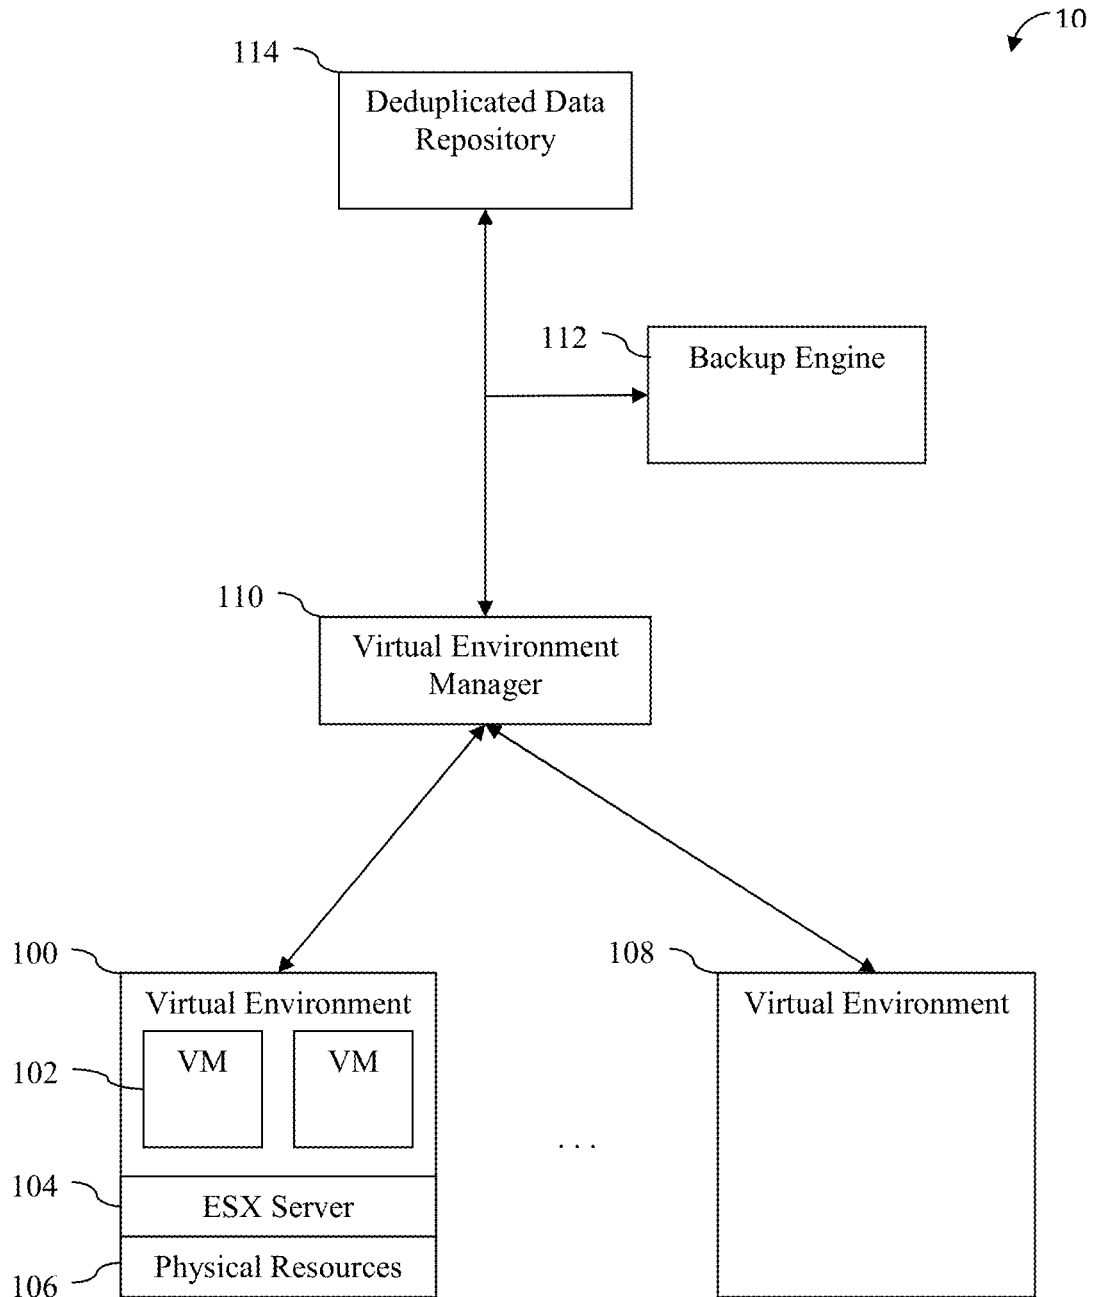 10
114
Deduplicated Data
Repository
112
Backup Engine
110
Virtual Environment
Manager
100
Virtual Environment
108
Virtual Environment
102
VM
VM
. . .
104
ESX Server
106
Physical Resources